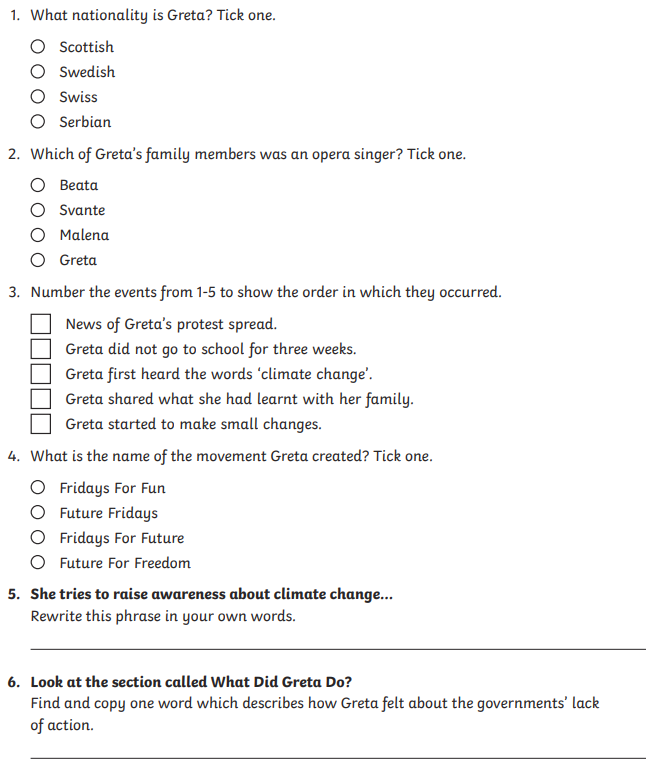 1. What nationality is Greta? Tick one.
Scottish
Swedish
Swiss
Serbian
2. Which of Greta's family members was an opera singer? Tick one.
Beata
Svante
Malena
Greta
3. Number the events from 1-5 to show the order in which they occurred.
News of Greta's protest spread.
Greta did not go to school for three weeks.
Greta first heard the words 'climate change'.
Greta shared what she had learnt with her family.
Greta started to make small changes.
4. What is the name of the movement Greta created? Tick one.
Fridays For Fun
Future Fridays
Fridays For Future
Future For Freedom
5. She tries to raise awareness about climate change...
Rewrite this phrase in your own words.
6. Look at the section called What Did Greta Do?
Find and copy one word which describes how Greta felt about the governments' lack
of action.